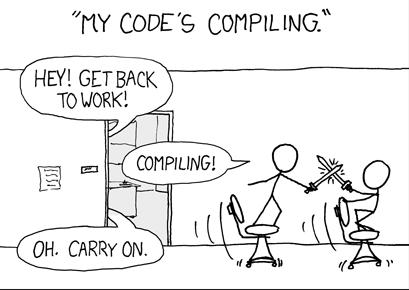 "MY CODE'S COMPILING."
HEY! GET BACK
TO WORK!
COMPILING!
OH. CARRY ON.